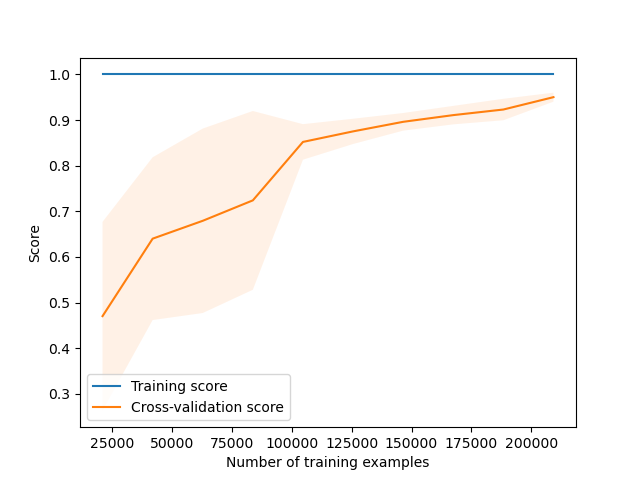 1.0
0.9
0.8
0.7
0.6
0.5
0.4
0.3
Score
Training score
Cross-validation score
25000 50000 75000 100000 125000 150000 175000 200000
Number of training examples